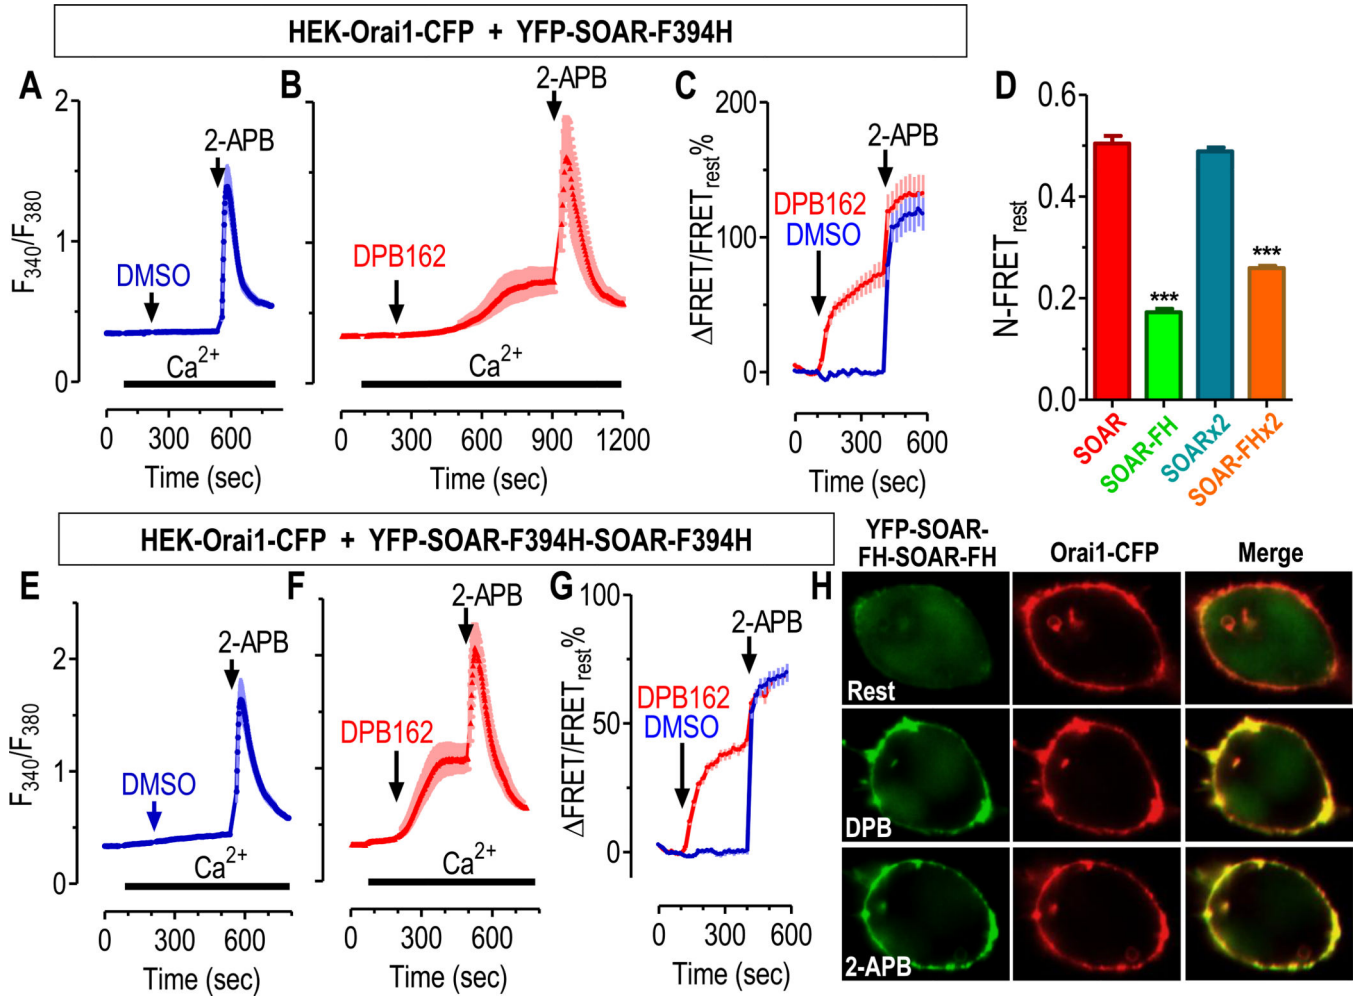 HEK-Orai1-CFP + YFP-SOAR-F394H
A
2
1
0
F340/F380
DMSO
2-APB
Ca2+
0 300 600
Time (sec)
B
2-APB
DPB162
Ca2+
0 300 600 900 1200
Time (sec)
C
200
100
0
ΔFRET/FRETrest%
2-APB
DPB162
DMSO
0 300 600
Time (sec)
D
0.6
0.4
0.2
0.0
N-FRETrest
***
***
SOAR
SOAR-FH
SOARx2
SOAR-FHx2
HEK-Orai1-CFP + YFP-SOAR-F394H-SOAR-F394H
E
2
1
0
F340/F380
2-APB
DMSO
Ca2+
0 300 600
Time (sec)
F
2-APB
DPB162
Ca2+
0 300 600
Time (sec)
G
100
50
0
ΔFRET/FRETrest%
2-APB
DPB162
DMSO
0 300 600
Time (sec)
H
YFP-SOAR-
FH-SOAR-FH
Orai1-CFP
Merge
Rest
DPB
2-APB